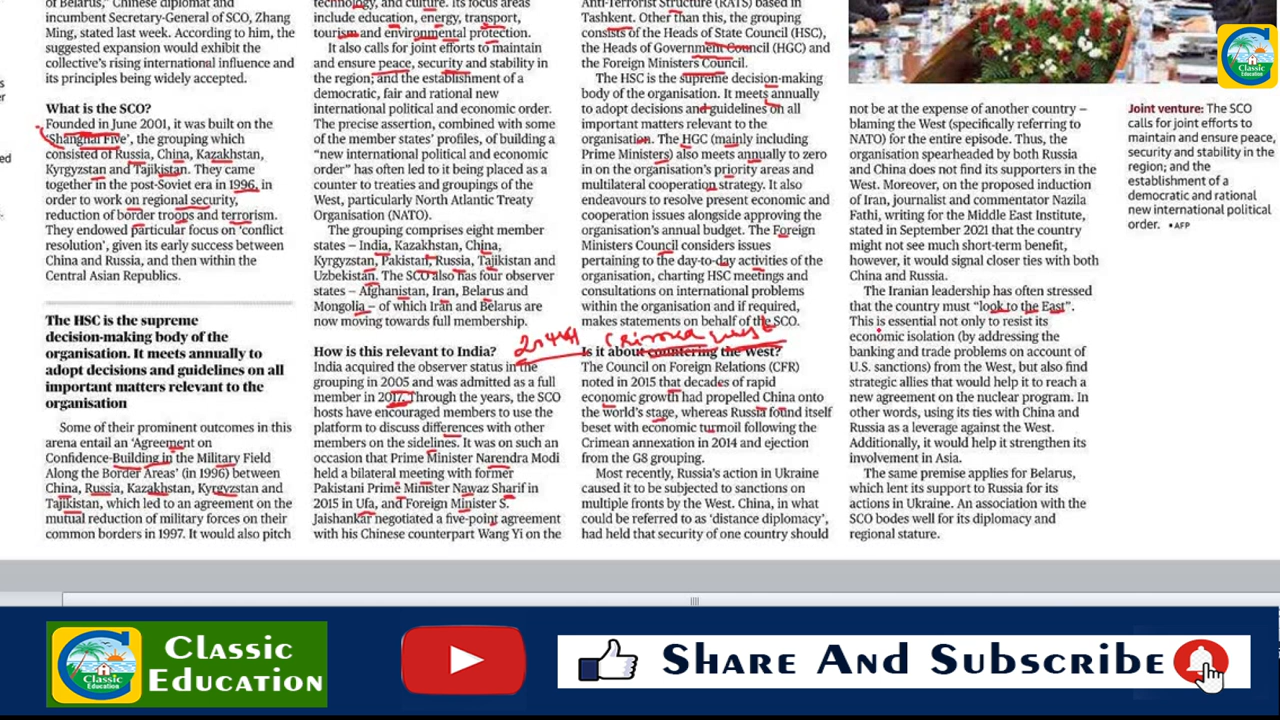 of Belarus," Chinese diplomat and
incumbent Secretary-General of SCO, Zhang
Ming, stated last week. According to him, the
suggested expansion would exhibit the
collective's rising international influence and
its principles being widely accepted.
What is the SCO?
Founded in June 2001, it was built on the
'Shanghai Five', the grouping which
consisted of Russia, China, Kazakhstan,
Kyrgyzstan and Tajikistan. They came
together in the post-Soviet era in 1996, in
order to work on regional security,
reduction of border troops and terrorism.
They endowed particular focus on 'conflict
resolution', given its early success between
China and Russia, and then within the
Central Asian Republics.
The HSC is the supreme
decision-making body of the
organisation. It meets annually to
adopt decisions and guidelines on all
important matters relevant to the
organisation
Some of their prominent outcomes in this
arena entail an 'Agreement on
Confidence-Building in the Military Field
Along the Border Areas' (in 1996) between
China, Russia, Kazakhstan, Kyrgyzstan and
Tajikistan, which led to an agreement on the
mutual reduction of military forces on their
common borders in 1997. It would also pitch
technology, and culture. Its focus areas
include education, energy, transport,
tourism and environmental protection.
It also calls for joint efforts to maintain
and ensure peace, security and stability in
the region; and the establishment of a
democratic, fair and rational new
international political and economic order.
The precise assertion, combined with some
of the member states' profiles, of building a
"new international political and economic
order" has often led to it being placed as a
counter to treaties and groupings of the
West, particularly North Atlantic Treaty
Organisation (NATO).
The grouping comprises eight member
states – India, Kazakhstan, China,
Kyrgyzstan, Pakistan, Russia, Tajikistan and
Uzbekistan. The SCO also has four observer
states – Afghanistan, Iran, Belarus and
Mongolia – of which Iran and Belarus are
now moving towards full membership.
How is this relevant to India?
India acquired the observer status in the
grouping in 2005 and was admitted as a full
member in 2017. Through the years, the SCO
hosts have encouraged members to use the
platform to discuss differences with other
members on the sidelines. It was on such an
occasion that Prime Minister Narendra Modi
held a bilateral meeting with former
Pakistani Prime Minister Nawaz Sharif in
2015 in Ufa, and Foreign Minister S.
Jaishankar negotiated a five-point agreement
with his Chinese counterpart Wang Yi on the
Anti-Terrorist Structure (RATS) based in
Tashkent. Other than this, the grouping
consists of the Heads of State Council (HSC),
the Heads of Government Council (HGC) and
the Foreign Ministers Council.
The HSC is the supreme decision-making
body of the organisation. It meets annually
to adopt decisions and guidelines on all
important matters relevant to the
organisation. The HGC (mainly including
Prime Ministers) also meets annually to zero
in on the organisation's priority areas and
multilateral cooperation strategy. It also
endeavours to resolve present economic and
cooperation issues alongside approving the
organisation's annual budget. The Foreign
Ministers Council considers issues
pertaining to the day-to-day activities of the
organisation, charting HSC meetings and
consultations on international problems
within the organisation and if required,
makes statements on behalf of the SCO.
Crimea West
Is it about countering the West?
The Council on Foreign Relations (CFR)
noted in 2015 that decades of rapid
economic growth had propelled China onto
the world's stage, whereas Russia found itself
beset with economic turmoil following the
Crimean annexation in 2014 and ejection
from the G8 grouping.
Most recently, Russia's action in Ukraine
caused it to be subjected to sanctions on
multiple fronts by the West. China, in what
could be referred to as 'distance diplomacy',
had held that security of one country should
not be at the expense of another country –
blaming the West (specifically referring to
NATO) for the entire episode. Thus, the
organisation spearheaded by both Russia
and China does not find its supporters in the
West. Moreover, on the proposed induction
of Iran, journalist and commentator Nazila
Fathi, writing for the Middle East Institute,
stated in September 2021 that the country
might not see much short-term benefit,
however, it would signal closer ties with both
China and Russia.
The Iranian leadership has often stressed
that the country must "look to the East".
This is essential not only to resist its
economic isolation (by addressing the
banking and trade problems on account of
U.S. sanctions) from the West, but also find
strategic allies that would help it to reach a
new agreement on the nuclear program. In
other words, using its ties with China and
Russia as a leverage against the West.
Additionally, it would help it strengthen its
involvement in Asia.
The same premise applies for Belarus,
which lent its support to Russia for its
actions in Ukraine. An association with the
SCO bodes well for its diplomacy and
regional stature.
Joint venture: The SCO
calls for joint efforts to
maintain and ensure peace,
security and stability in the
region; and the
establishment of a
democratic and rational
new international political
order. ▪ AFP
Classic
Education
Classic
Education
Classic
Education
Share And Subscribe